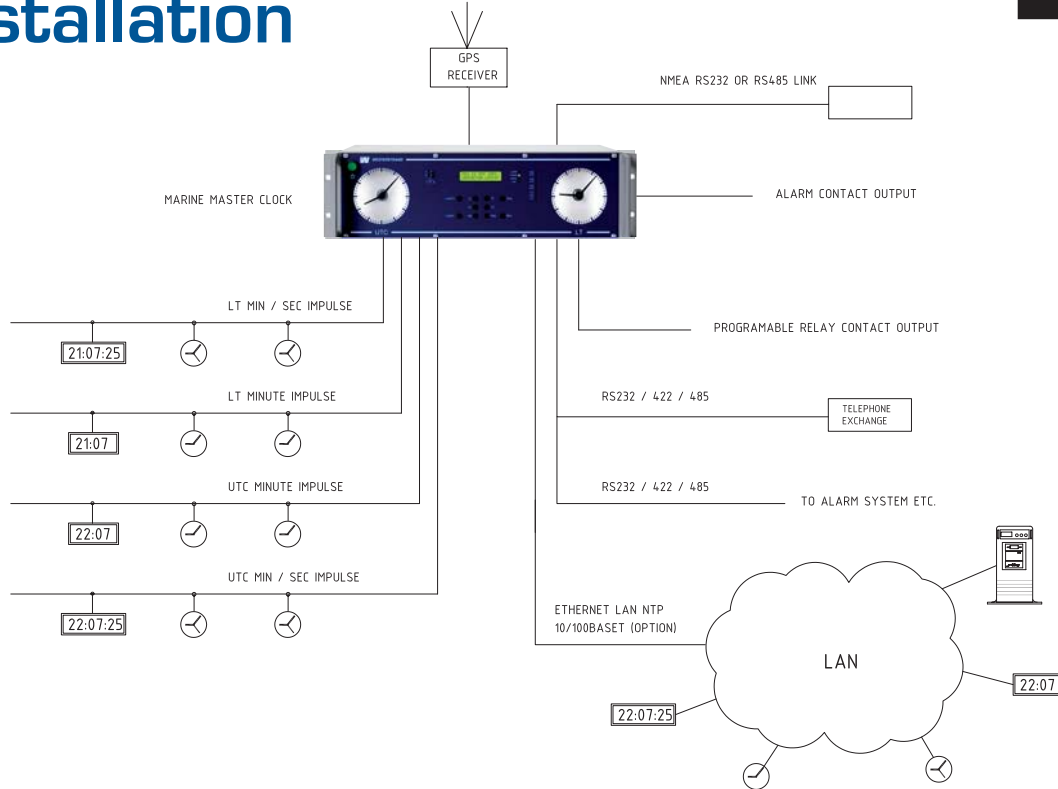 stallation
GPS
RECEIVER
NMEA RS232 OR RS485 LINK
MARINE MASTER CLOCK
UTC
LT
ALARM CONTACT OUTPUT
LT MIN / SEC IMPULSE
21:07:25
PROGRAMABLE RELAY CONTACT OUTPUT
LT MINUTE IMPULSE
21:07
RS232 / 422 / 485
TELEPHONE
EXCHANGE
UTC MINUTE IMPULSE
22:07
RS232 / 422 / 485
TO ALARM SYSTEM ETC.
UTC MIN / SEC IMPULSE
22:07:25
ETHERNET LAN NTP
10/100BASET (OPTION)
LAN
22:07
22:07:25